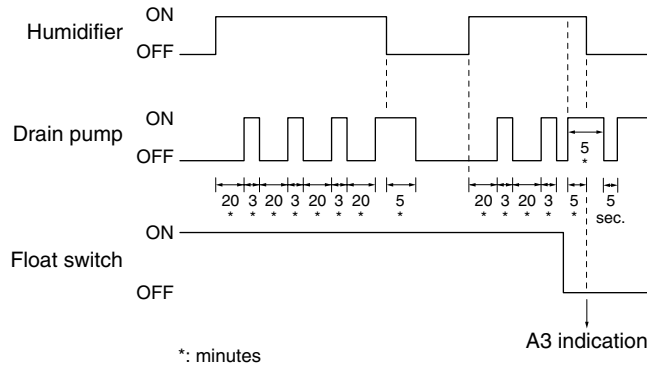 ON
Humidifier
OFF
ON
Drain pump
OFF
5
*
20 3 20 3 20 3 20 5 20 3 20 3 5 5
* * * * * * * * * * * * * sec.
ON
Float switch
OFF
A3 indication
*: minutes